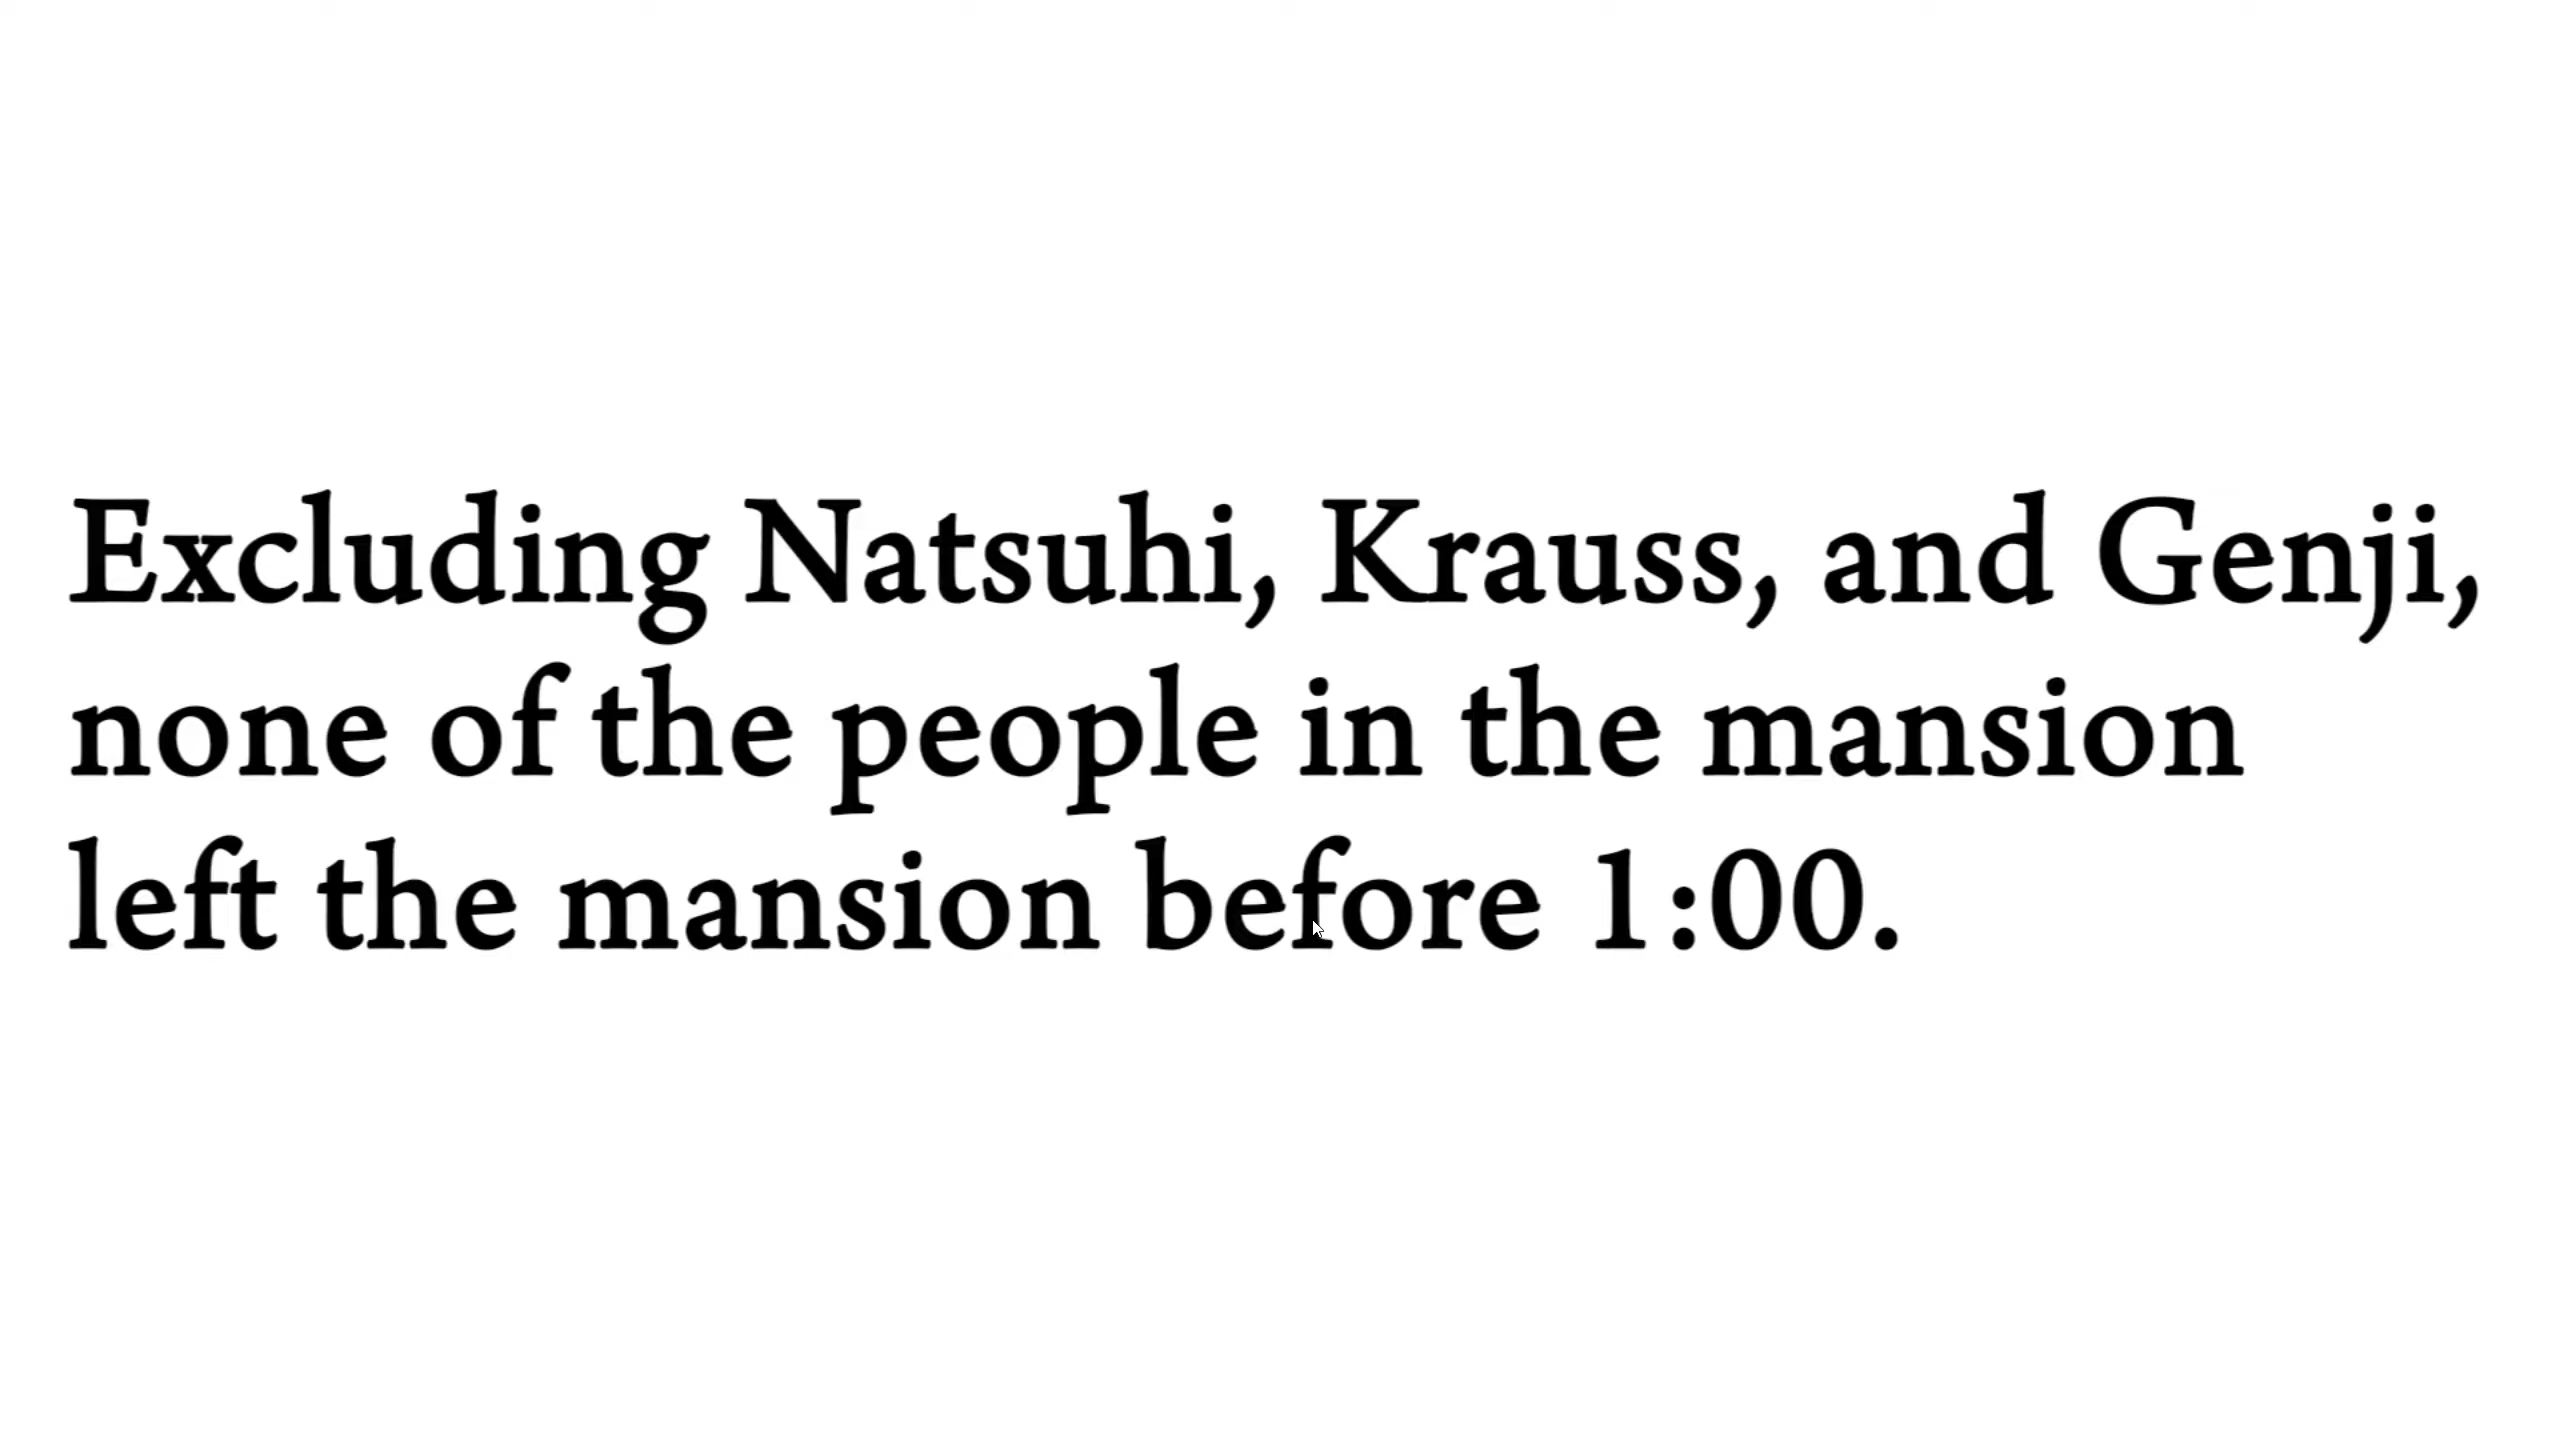 Excluding Natsuhi, Krauss, and Genji,
none of the people in the mansion
left the mansion before 1:00.